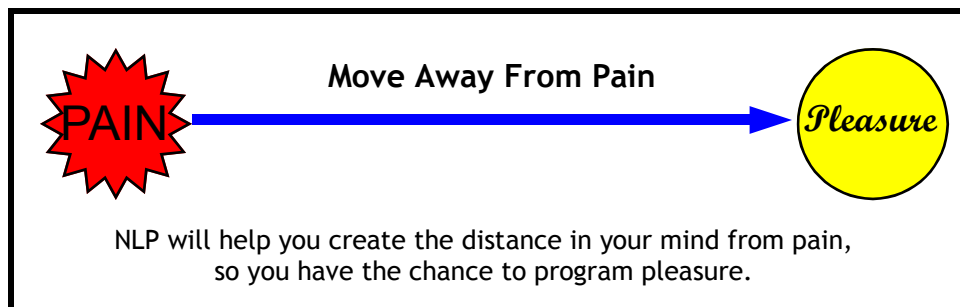 Move Away From Pain
PAIN
Pleasure
NLP will help you create the distance in your mind from pain,
so you have the chance to program pleasure.